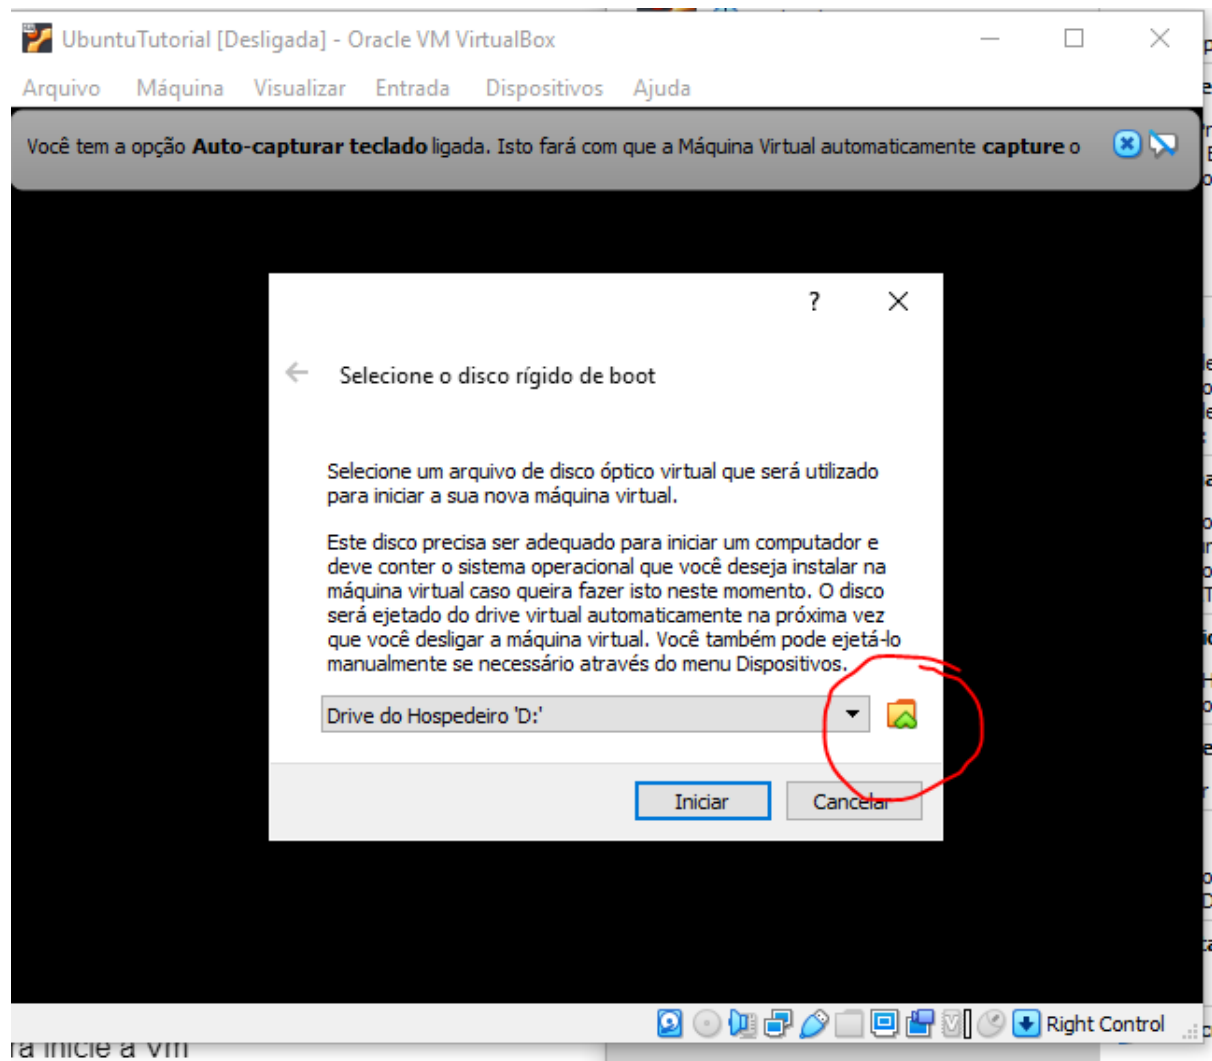 UbuntuTutorial [Desligada] - Oracle VM VirtualBox
Arquivo Máquina Visualizar Entrada Dispositivos Ajuda
Você tem a opção Auto-capturar teclado ligada. Isto fará com que a Máquina Virtual automaticamente capture o
?
Selecione o disco rígido de boot
Selecione um arquivo de disco óptico virtual que será utilizado
para iniciar a sua nova máquina virtual.
Este disco precisa ser adequado para iniciar um computador e
deve conter o sistema operacional que você deseja instalar na
máquina virtual caso queira fazer isto neste momento. O disco
será ejetado do drive virtual automaticamente na próxima vez
que você desligar a máquina virtual. Você também pode ejetá-lo
manualmente se necessário através do menu Dispositivos.
Drive do Hospedeiro 'D:'
Iniciar Cancelar
Right Control
ra inicie a vm